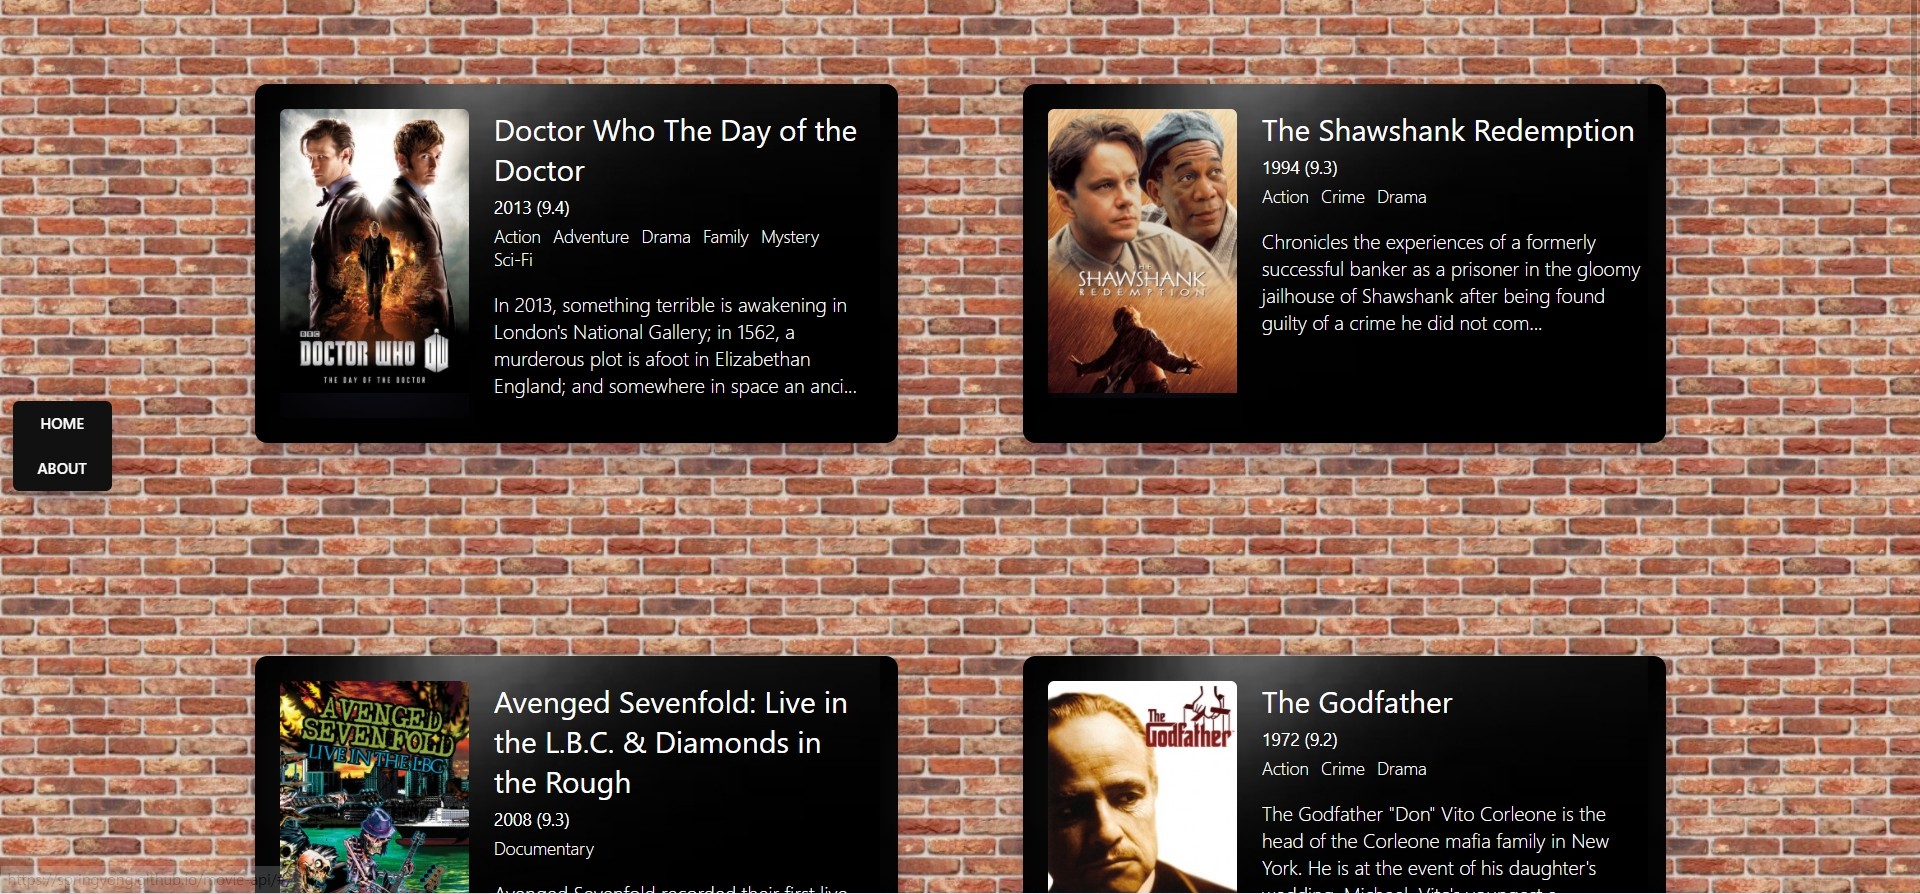 Doctor Who The Day of the
Doctor
2013 (9.4)
Action Adventure Drama Family Mystery
Sci-Fi
In 2013, something terrible is awakening in
London's National Gallery; in 1562, a
murderous plot is afoot in Elizabethan
England; and somewhere in space an anci...
BBC
DOCTOR WHO
THE DAY OF THE DOCTOR
The Shawshank Redemption
1994 (9.3)
Action Crime Drama
Chronicles the experiences of a formerly
successful banker as a prisoner in the gloomy
jailhouse of Shawshank after being found
guilty of a crime he did not com...
THE
SHAWSHANK
REDEMPTION
HOME
ABOUT
AVENGED
SEVENFOLD
LIVE IN THE LBC
Avenged Sevenfold: Live in
the L.B.C. & Diamonds in
the Rough
2008 (9.3)
Documentary
Avenged Sevenfold recorded their first live
The
Godfather
The Godfather
1972 (9.2)
Action Crime Drama
The Godfather "Don" Vito Corleone is the
head of the Corleone mafia family in New
York. He is at the event of his daughter's
wedding. Michael, Vito's youngest s
https://springvong.github.io/movie-api/#